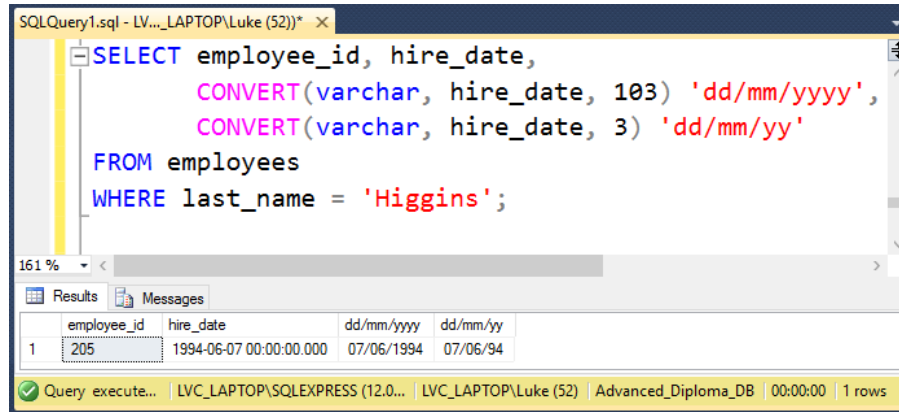 SQLQuery1.sql - LV..._LAPTOP\Luke (52))*
SELECT employee_id, hire_date,
CONVERT(varchar, hire_date, 103) 'dd/mm/yyyy',
CONVERT(varchar, hire_date, 3) 'dd/mm/yy'
FROM employees
WHERE last_name = 'Higgins';
161 %
Results Messages
employee_id hire_date dd/mm/yyyy dd/mm/yy
1 205 1994-06-07 00:00:00.000 07/06/1994 07/06/94
Query execute... LVC_LAPTOP\SQLEXPRESS (12.0... LVC_LAPTOP\Luke (52) Advanced_Diploma_DB 00:00:00 1 rows